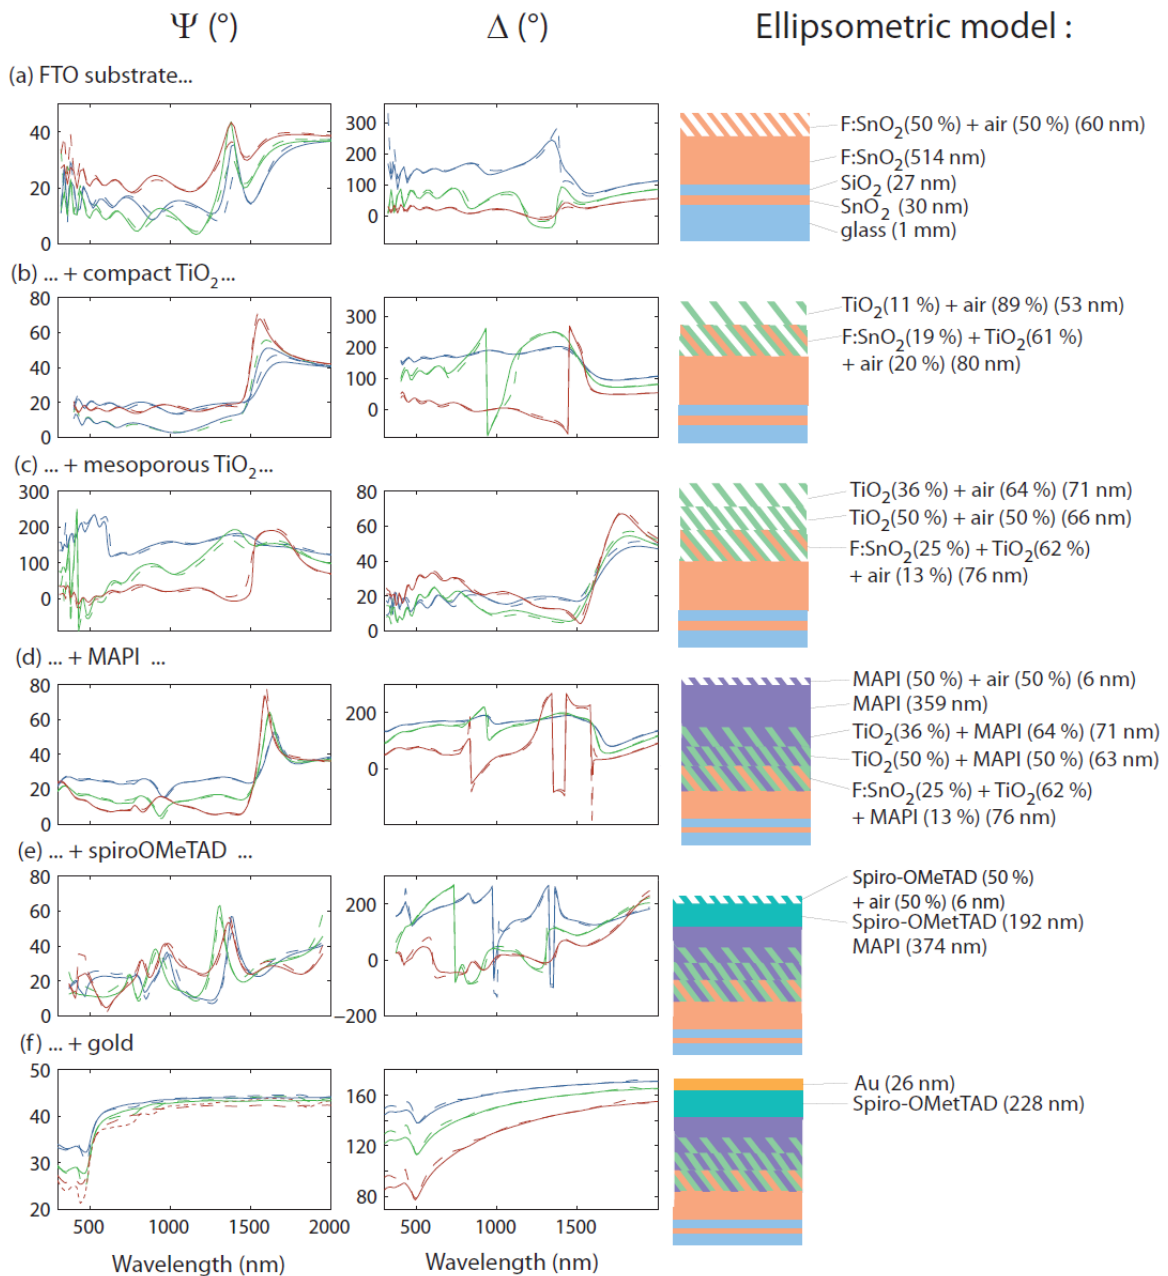 Ψ (°) Δ (°) Ellipsometric model :
(a) FTO substrate...
40
20
0
300
200
100
0
F:SnO2(50 %) + air (50 %) (60 nm)
F:SnO2(514 nm)
SiO2 (27 nm)
SnO2 (30 nm)
glass (1 mm)
(b) ... + compact TiO2...
80
60
40
20
0
300
200
100
0
TiO2(11 %) + air (89 %) (53 nm)
F:SnO2(19 %) + TiO2(61 %)
+ air (20 %) (80 nm)
(c) ... + mesoporous TiO2...
300
200
100
0
80
60
40
20
0
TiO2(36 %) + air (64 %) (71 nm)
TiO2(50 %) + air (50 %) (66 nm)
F:SnO2(25 %) + TiO2(62 %)
+ air (13 %) (76 nm)
(d) ... + MAPI ...
80
60
40
20
0
200
0
MAPI (50 %) + air (50 %) (6 nm)
MAPI (359 nm)
TiO2(36 %) + MAPI (64 %) (71 nm)
TiO2(50 %) + MAPI (50 %) (63 nm)
F:SnO2(25 %) + TiO2(62 %)
+ MAPI (13 %) (76 nm)
(e) ... + spiroOMeTAD ...
80
60
40
20
0
200
0
−200
Spiro-OMeTAD (50 %)
+ air (50 %) (6 nm)
Spiro-OMetTAD (192 nm)
MAPI (374 nm)
(f) ... + gold
50
40
30
20
160
120
80
Au (26 nm)
Spiro-OMetTAD (228 nm)
500 1000 1500 2000
500 1000 1500
Wavelength (nm) Wavelength (nm)